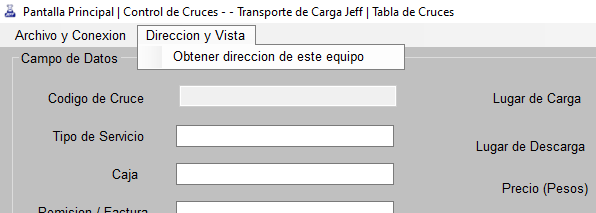 Pantalla Principal | Control de Cruces - - Transporte de Carga Jeff | Tabla de Cruces
Archivo y Conexion Direccion y Vista
Obtener direccion de este equipo
Campo de Datos
Codigo de Cruce Lugar de Carga
Tipo de Servicio
Lugar de Descarga
Caja
Precio (Pesos)
Remision / Factura